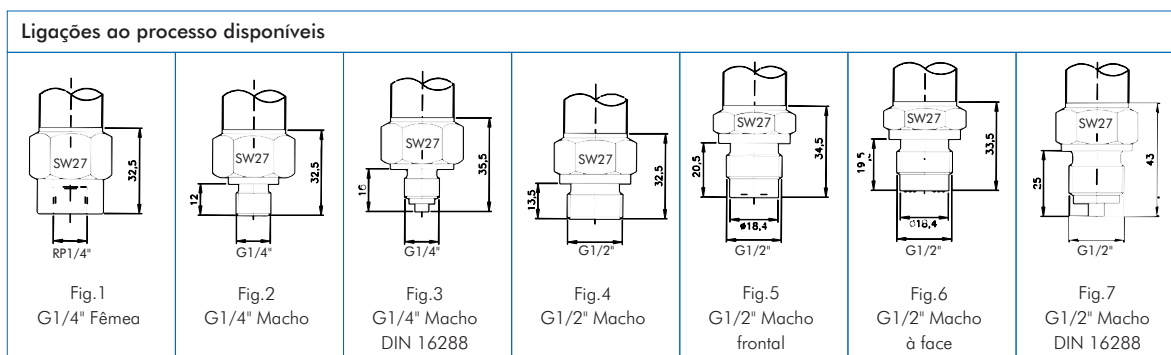 Ligações ao processo disponíveis
SW27
32,5
RP1/4"
Fig.1
G1/4" Fêmea
SW27
32,5
12
G1/4"
Fig.2
G1/4" Macho
SW27
35,5
16
G1/4"
Fig.3
G1/4" Macho
DIN 16288
SW27
32,5
13,5
G1/2"
Fig.4
G1/2" Macho
SW27
34,5
20,5
ø18,4
G1/2"
Fig.5
G1/2" Macho
frontal
SW27
33,5
19,5
ø18,4
G1/2"
Fig.6
G1/2" Macho
à face
SW27
43
25
G1/2"
Fig.7
G1/2" Macho
DIN 16288